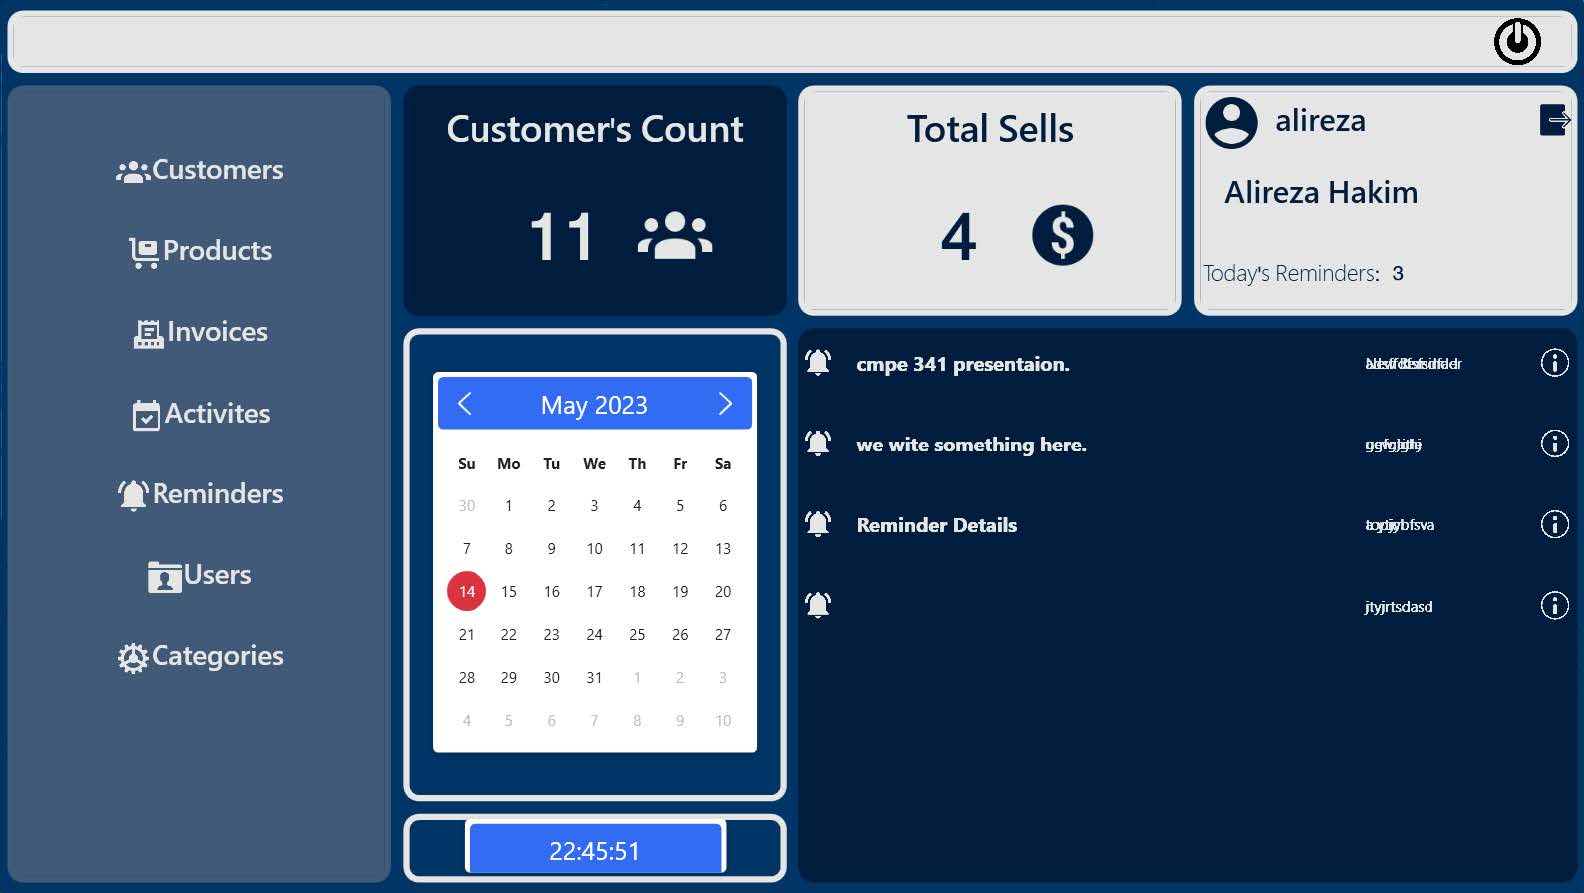 Customers
Products
Invoices
Activites
Reminders
Users
Categories
Customer's Count
11
Total Sells
4
alireza
Alireza Hakim
Today's Reminders: 3
May 2023
Su Mo Tu We Th Fr Sa
30 1 2 3 4 5 6
7 8 9 10 11 12 13
14 15 16 17 18 19 20
21 22 23 24 25 26 27
28 29 30 31 1 2 3
4 5 6 7 8 9 10
22:45:51
cmpe 341 presentaion.
we wite something here.
Reminder Details
jtyjrtsdasd